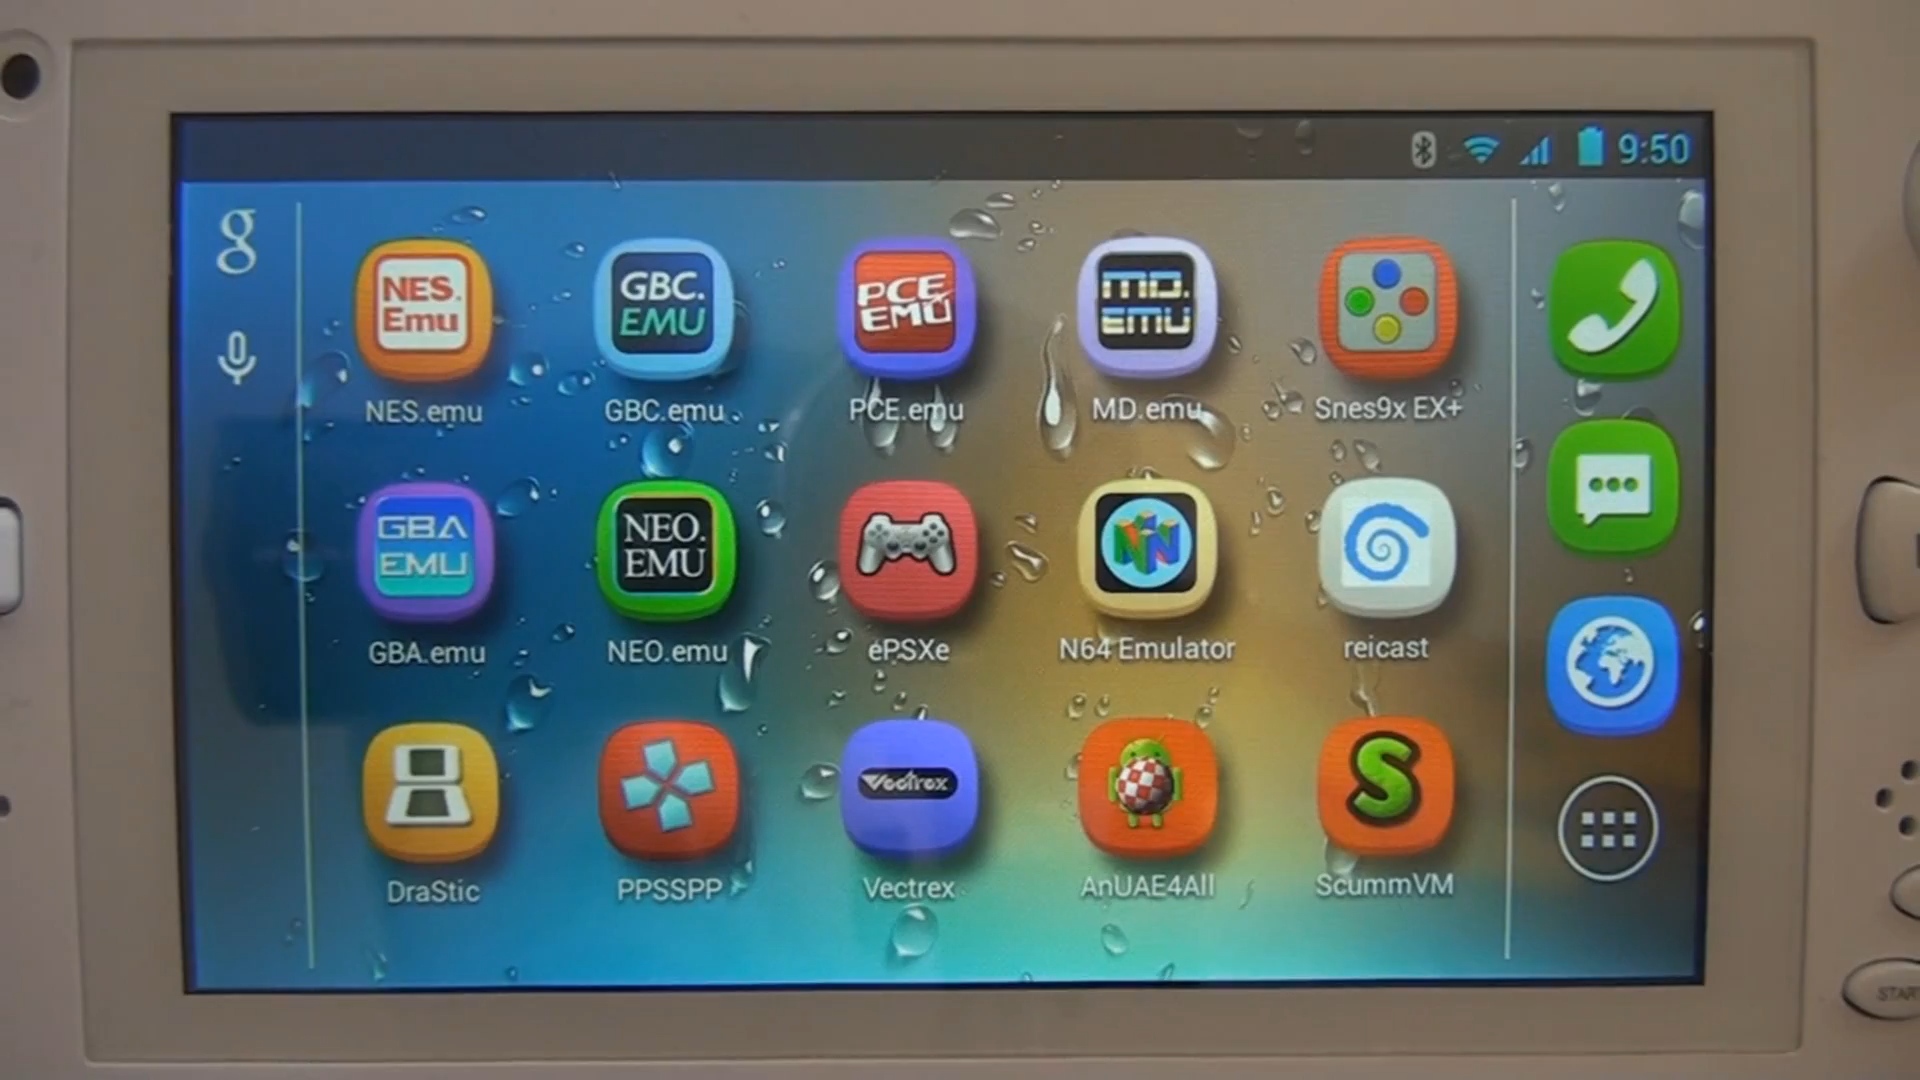 9:50
g
NES.
Emu
GBC.
EMU
PCE
EMU
MD.
EMU
NES.emu
GBC.emu
PCE.emu
MD.emu
Snes9x EX+
GBA
EMU
NEO.
EMU
N
GBA.emu
NEO.emu
ePSXe
N64 Emulator
reicast
Vectrex
S
DraStic
PPSSPP
Vectrex
AnUAE4All
ScummVM
START